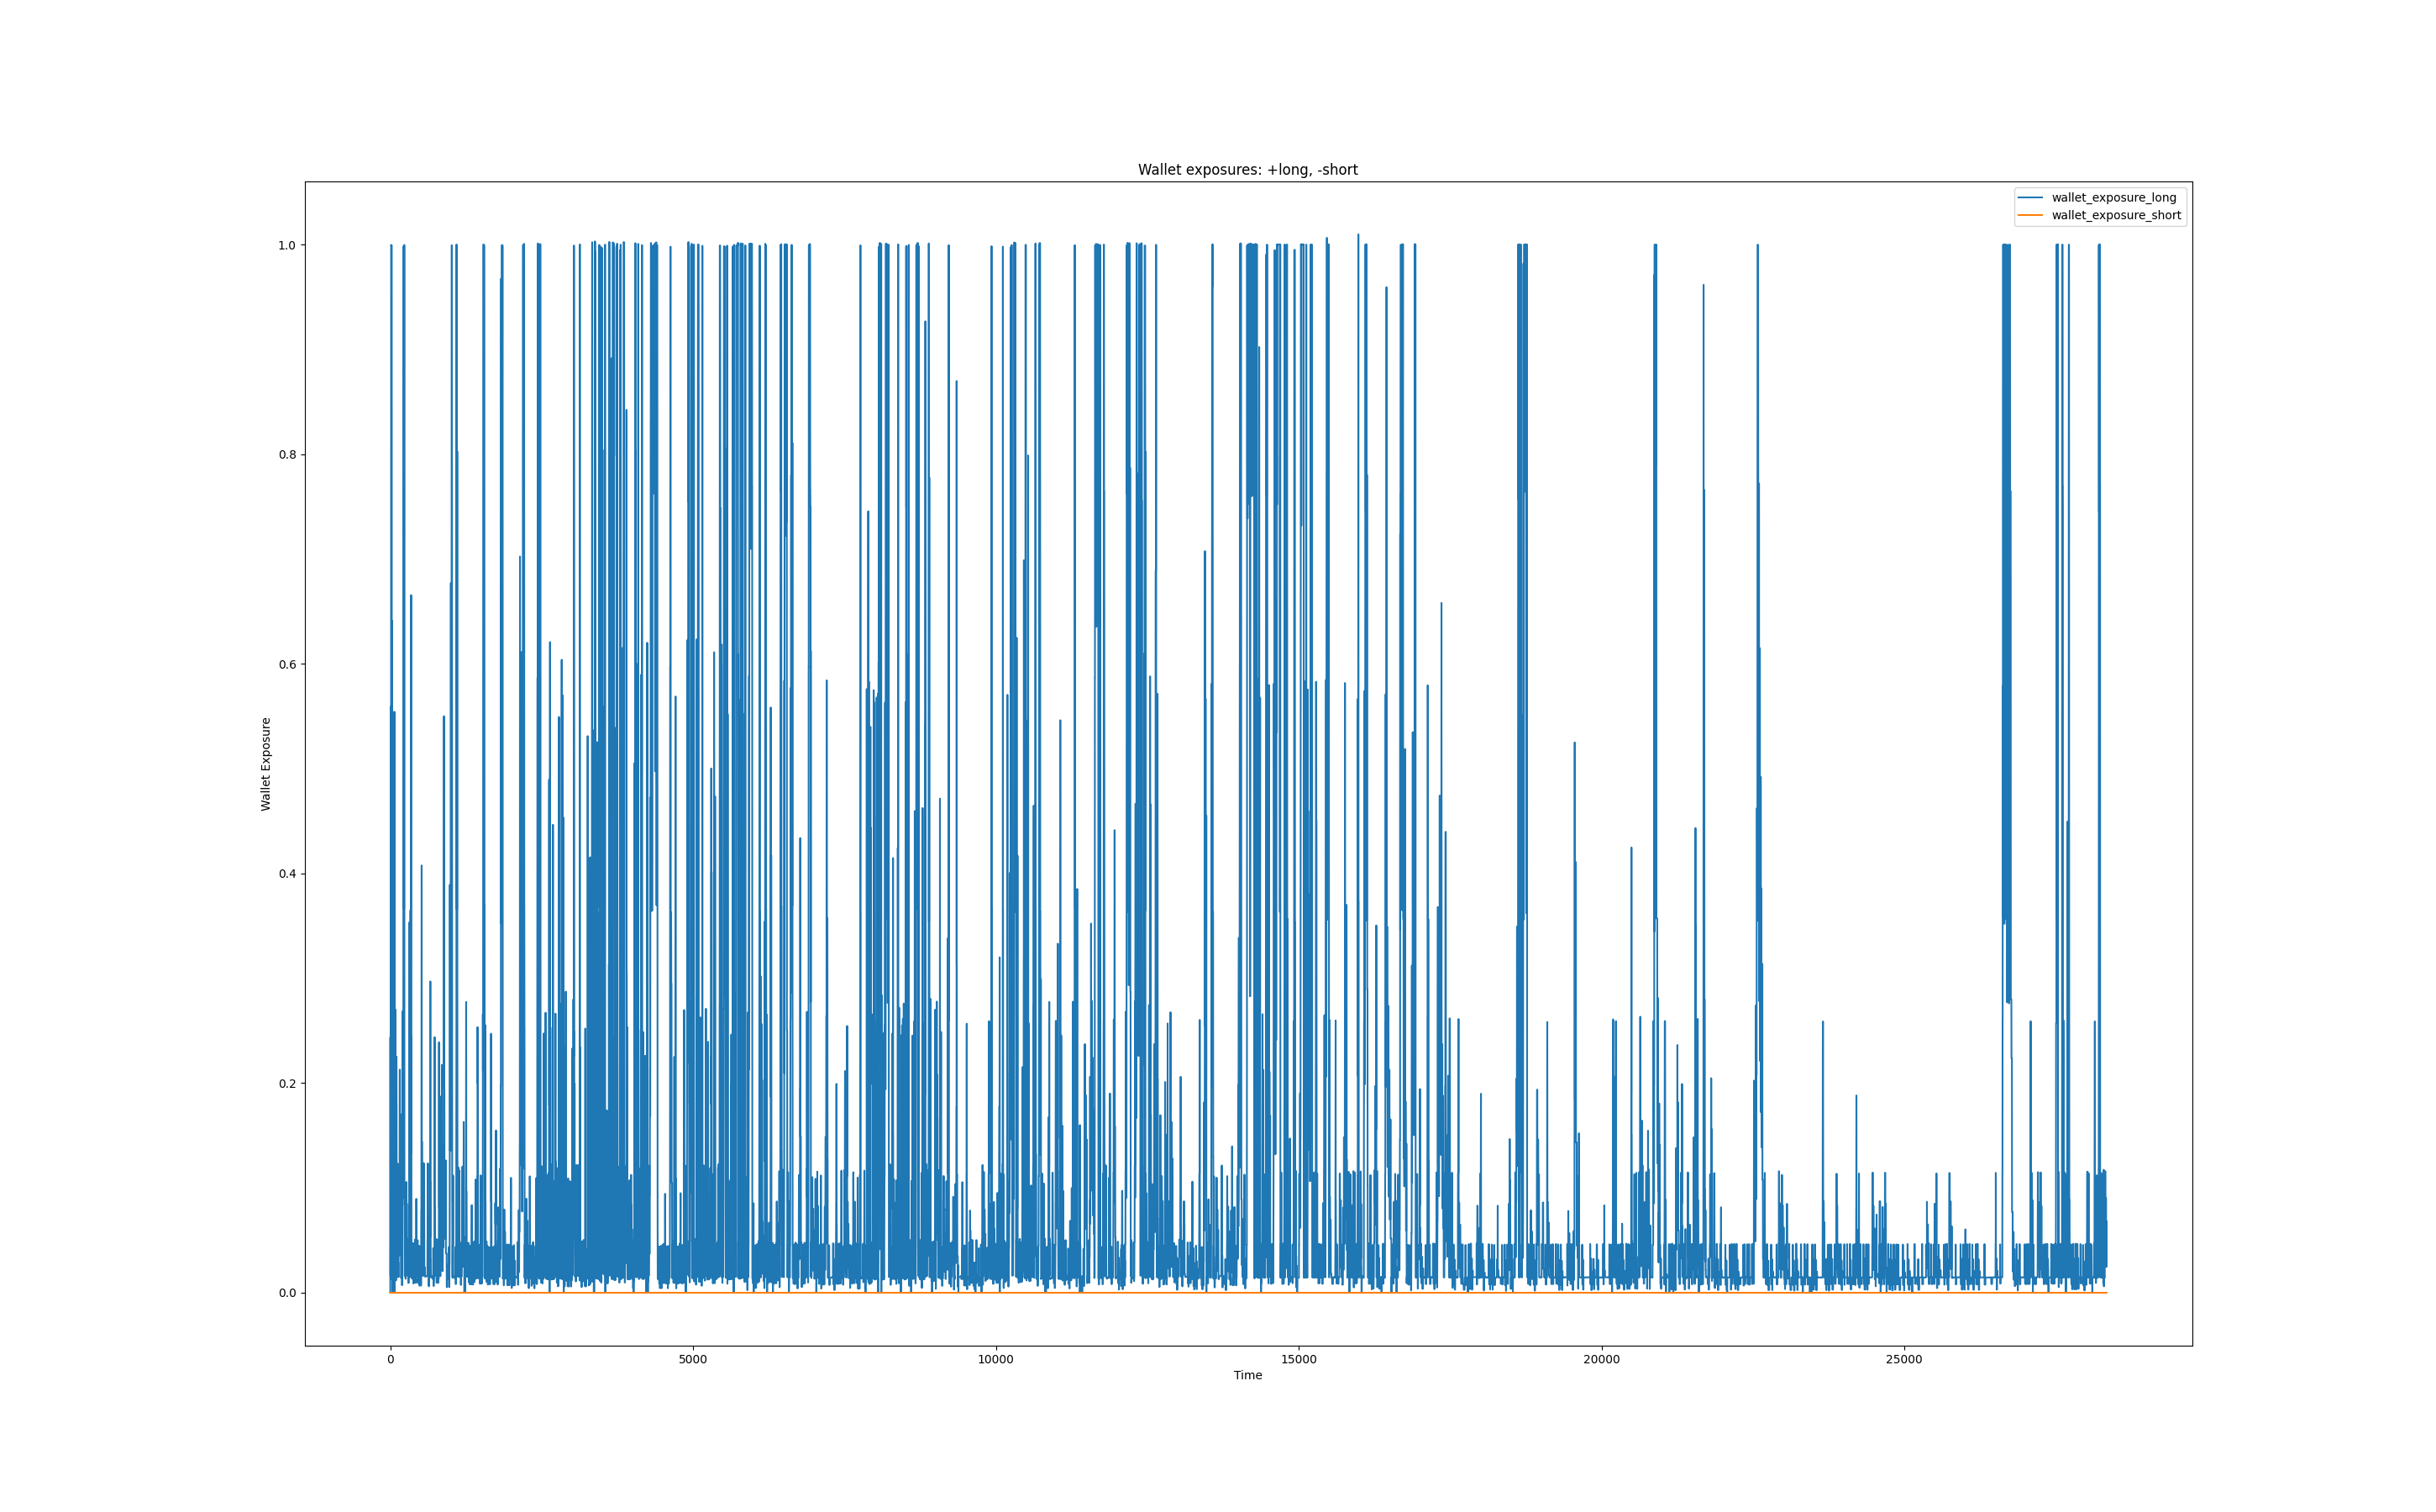 Wallet exposures: +long, -short
wallet_exposure_long
wallet_exposure_short
1.0
0.8
0.6
0.4
0.2
0.0
Wallet Exposure
0 5000 10000 15000 20000 25000
Time